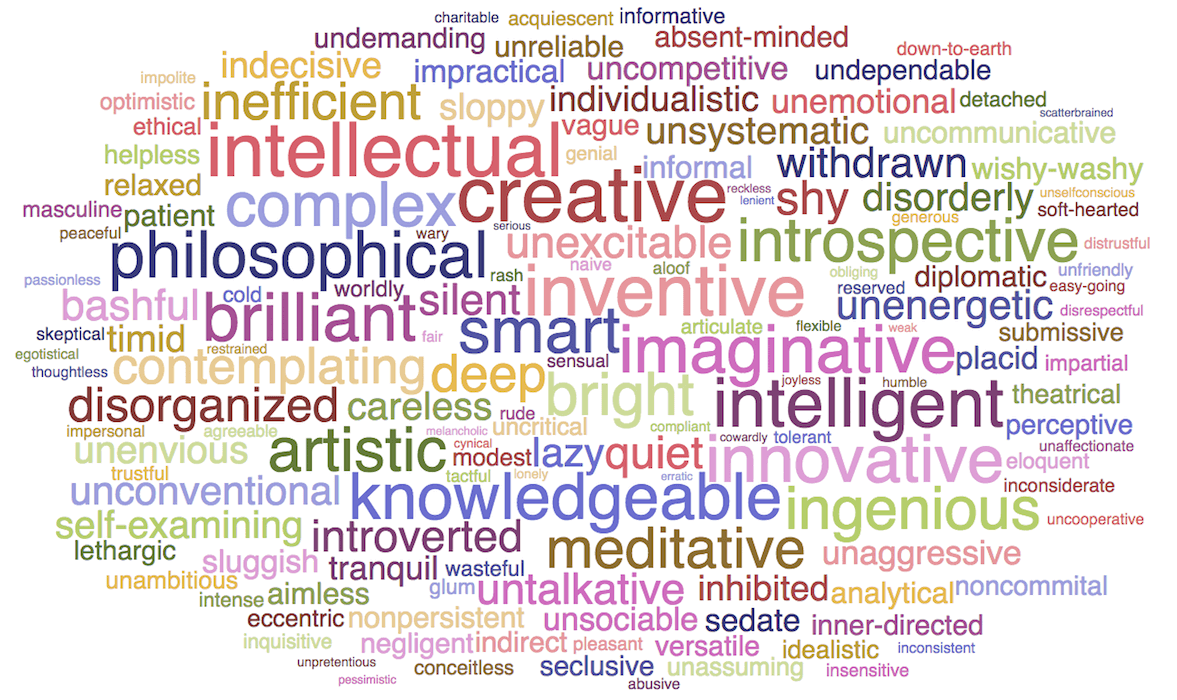 charitable acquiescent informative
undemanding unreliable absent-minded down-to-earth
indecisive impractical uncompetitive undependable
impolite optimistic inefficient sloppy individualistic unemotional detached
scatterbrained
ethical intellectual vague unsystematic uncommunicative
helpless genial informal withdrawn wishy-washy
relaxed complex creative reckless lenient shy disorderly unselfconscious
masculine patient generous soft-hearted
peaceful philosophical wary serious unexcitable introspective distrustful
passionless rash naive aloof obliging diplomatic unfriendly
bashful cold worldly silent inventive reserved easy-going
brilliant unenergetic disrespectful
skeptical timid fair smart articulate flexible weak submissive
egotistical restrained imaginative placid impartial
thoughtless contemplating deep sensual
joyless humble theatrical
disorganized careless rude bright intelligent perceptive
impersonal agreeable melancholic uncritical compliant cowardly tolerant
unenvious artistic cynical modest lazy quiet innovative unaffectionate
eloquent
trustful tactful lonely erratic inconsiderate
unconventional knowledgeable ingenious
self-examining introverted uncooperative
lethargic sluggish tranquil wasteful meditative unaggressive
unambitious glum untalkative inhibited analytical noncommital
intense aimless
eccentric nonpersistent unsociable sedate inner-directed
inquisitive negligent indirect pleasant versatile idealistic inconsistent
unpretentious conceitless seclusive unassuming insensitive
pessimistic abusive